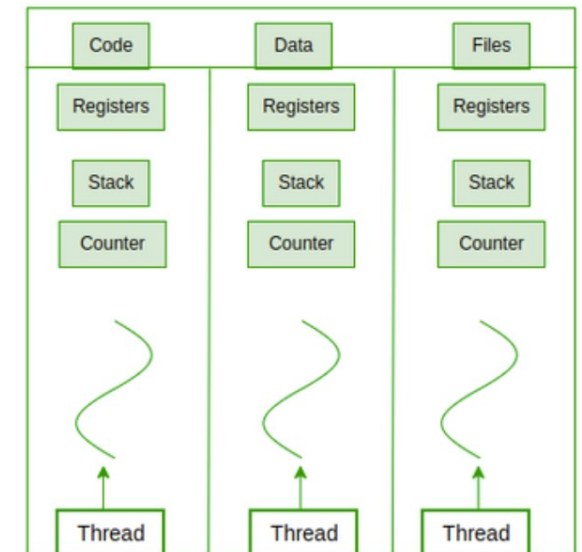 Code Data Files
Registers Registers Registers
Stack Stack Stack
Counter Counter Counter
Thread Thread Thread